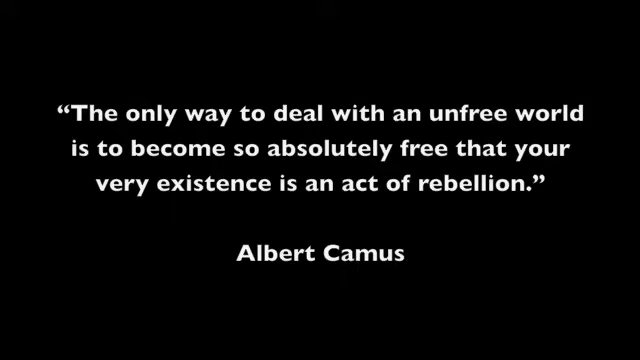 “The only way to deal with an unfree world
is to become so absolutely free that your
very existence is an act of rebellion.”
Albert Camus